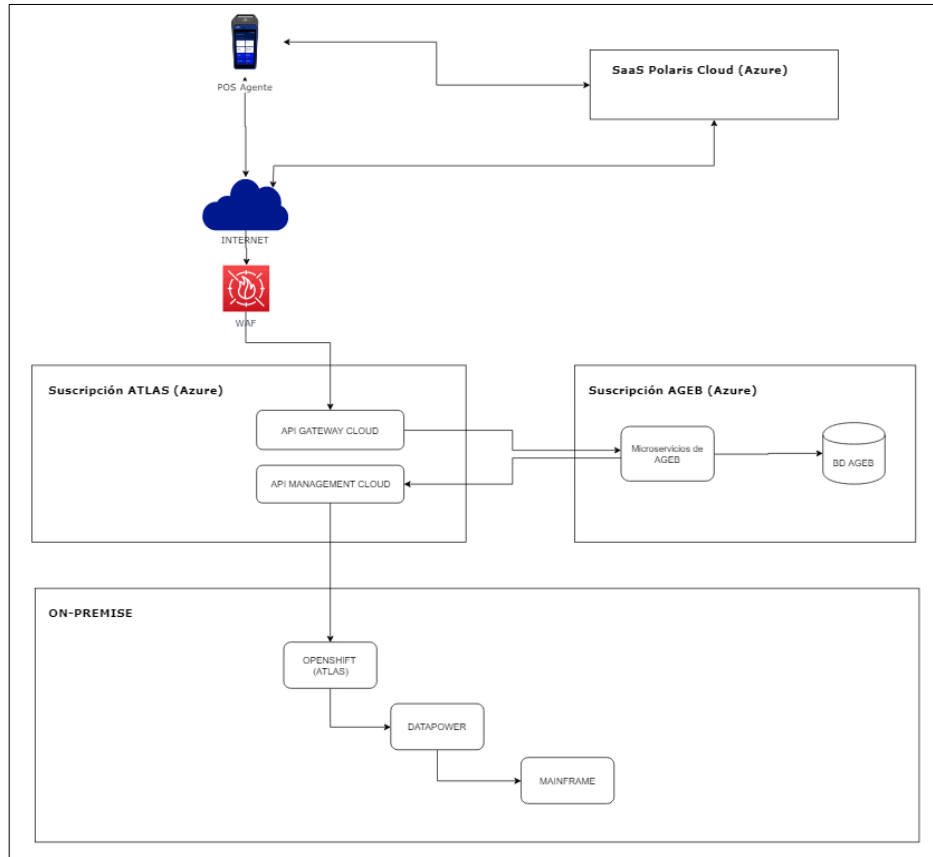 SaaS Polaris Cloud (Azure)
POS Agente
INTERNET
WAF
Suscripción ATLAS (Azure)
API GATEWAY CLOUD
API MANAGEMENT CLOUD
Suscripción AGEB (Azure)
Microservicios de
AGEB
BD AGEB
ON-PREMISE
OPENSHIFT
(ATLAS)
DATAPOWER
MAINFRAME